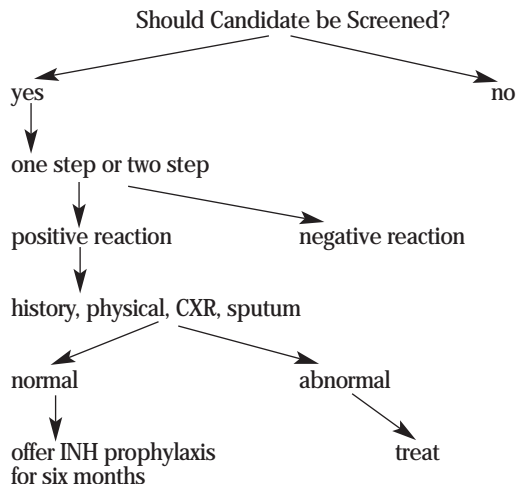 Should Candidate be Screened?
yes
no
one step or two step
positive reaction
negative reaction
history, physical, CXR, sputum
normal
abnormal
offer INH prophylaxis
for six months
treat